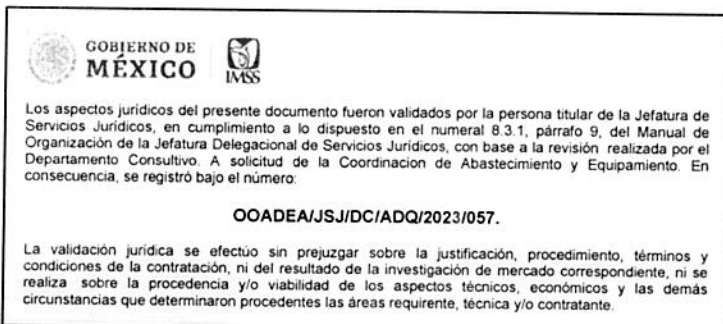 GOBIERNO DE
MÉXICO
IMSS
Los aspectos jurídicos del presente documento fueron validados por la persona titular de la Jefatura de
Servicios Jurídicos, en cumplimiento a lo dispuesto en el numeral 8.3.1, párrafo 9, del Manual de
Organización de la Jefatura Delegacional de Servicios Jurídicos, con base a la revisión realizada por el
Departamento Consultivo. A solicitud de la Coordinacion de Abastecimiento y Equipamiento. En
consecuencia, se registró bajo el número:
OOADEA/JSJ/DC/ADQ/2023/057.
La validación jurídica se efectúo sin prejuzgar sobre la justificación, procedimiento, términos y
condiciones de la contratación, ni del resultado de la investigación de mercado correspondiente, ni se
realiza sobre la procedencia y/o viabilidad de los aspectos técnicos, económicos y las demás
circunstancias que determinaron procedentes las áreas requirente, técnica y/o contratante.